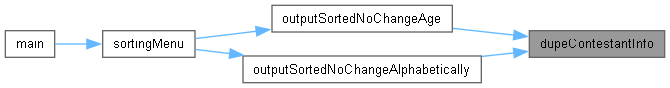 outputSortedNoChangeAge
main
sortingMenu
dupeContestantInfo
outputSortedNoChangeAlphabetically